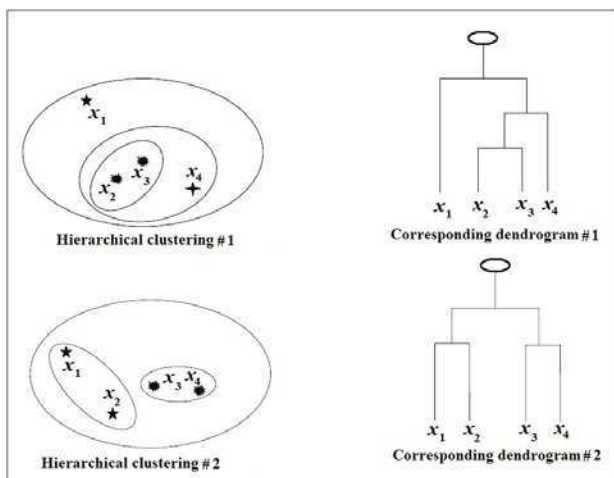 x1
x2 x3 x4
Hierarchical clustering #1
x1 x2 x3 x4
Corresponding dendrogram #1
x1
x2
x3 x4
Hierarchical clustering #2
x1 x2 x3 x4
Corresponding dendrogram #2